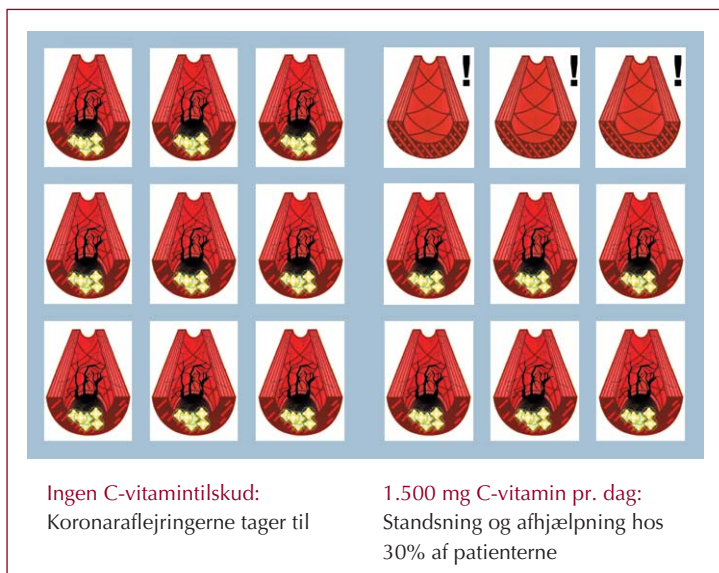 !
!
!
Ingen C-vitamintilskud:
Koronaraflejringerne tager til
1.500 mg C-vitamin pr. dag:
Standsning og afhjælpning hos
30% af patienterne